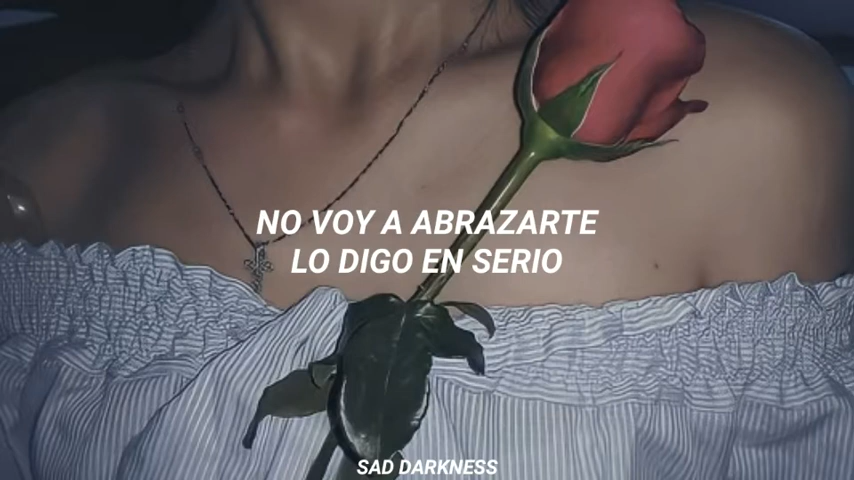 NO VOY A ABRAZARTE
LO DIGO EN SERIO
SAD DARKNESS